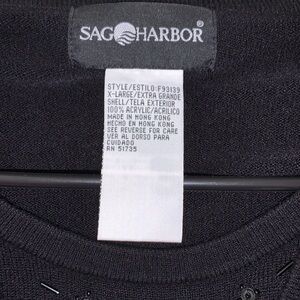 SAG HARBOR ®
STYLE/ESTILO:F93139
X-LARGE/EXTRA GRANDE
SHELL/TELA EXTERIOR
100% ACRYLIC/ACRILICO
MADE IN HONG KONG
HECHO EN HONG KONG
SEE REVERSE FOR CARE
VER AL DORSO PARA
CUIDADO
RN 51735